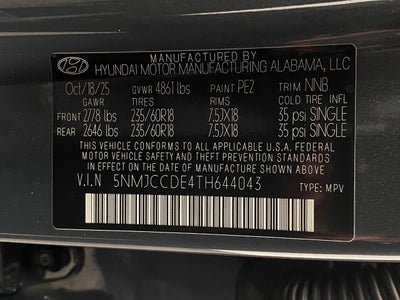 MANUFACTURED BY
HYUNDAI MOTOR MANUFACTURING ALABAMA, LLC
Oct/18/25 GVWR 4861 lbs PAINT PE2 TRIM NNB
GAWR TIRES RIMS COLD TIRE INFL
FRONT 2778 lbs 235/60R18 7.5JX18 35 psi SINGLE
REAR 2646 lbs 235/60R18 7.5JX18 35 psi SINGLE
THIS VEHICLE CONFORMS TO ALL APPLICABLE U.S.A. FEDERAL
MOTOR VEHICLE SAFETY AND THEFT PREVENTION STANDARDS
IN EFFECT ON THE DATE OF MANUFACTURE SHOWN ABOVE.
V.I.N 5NMJCCDE4TH644043 TYPE: MPV